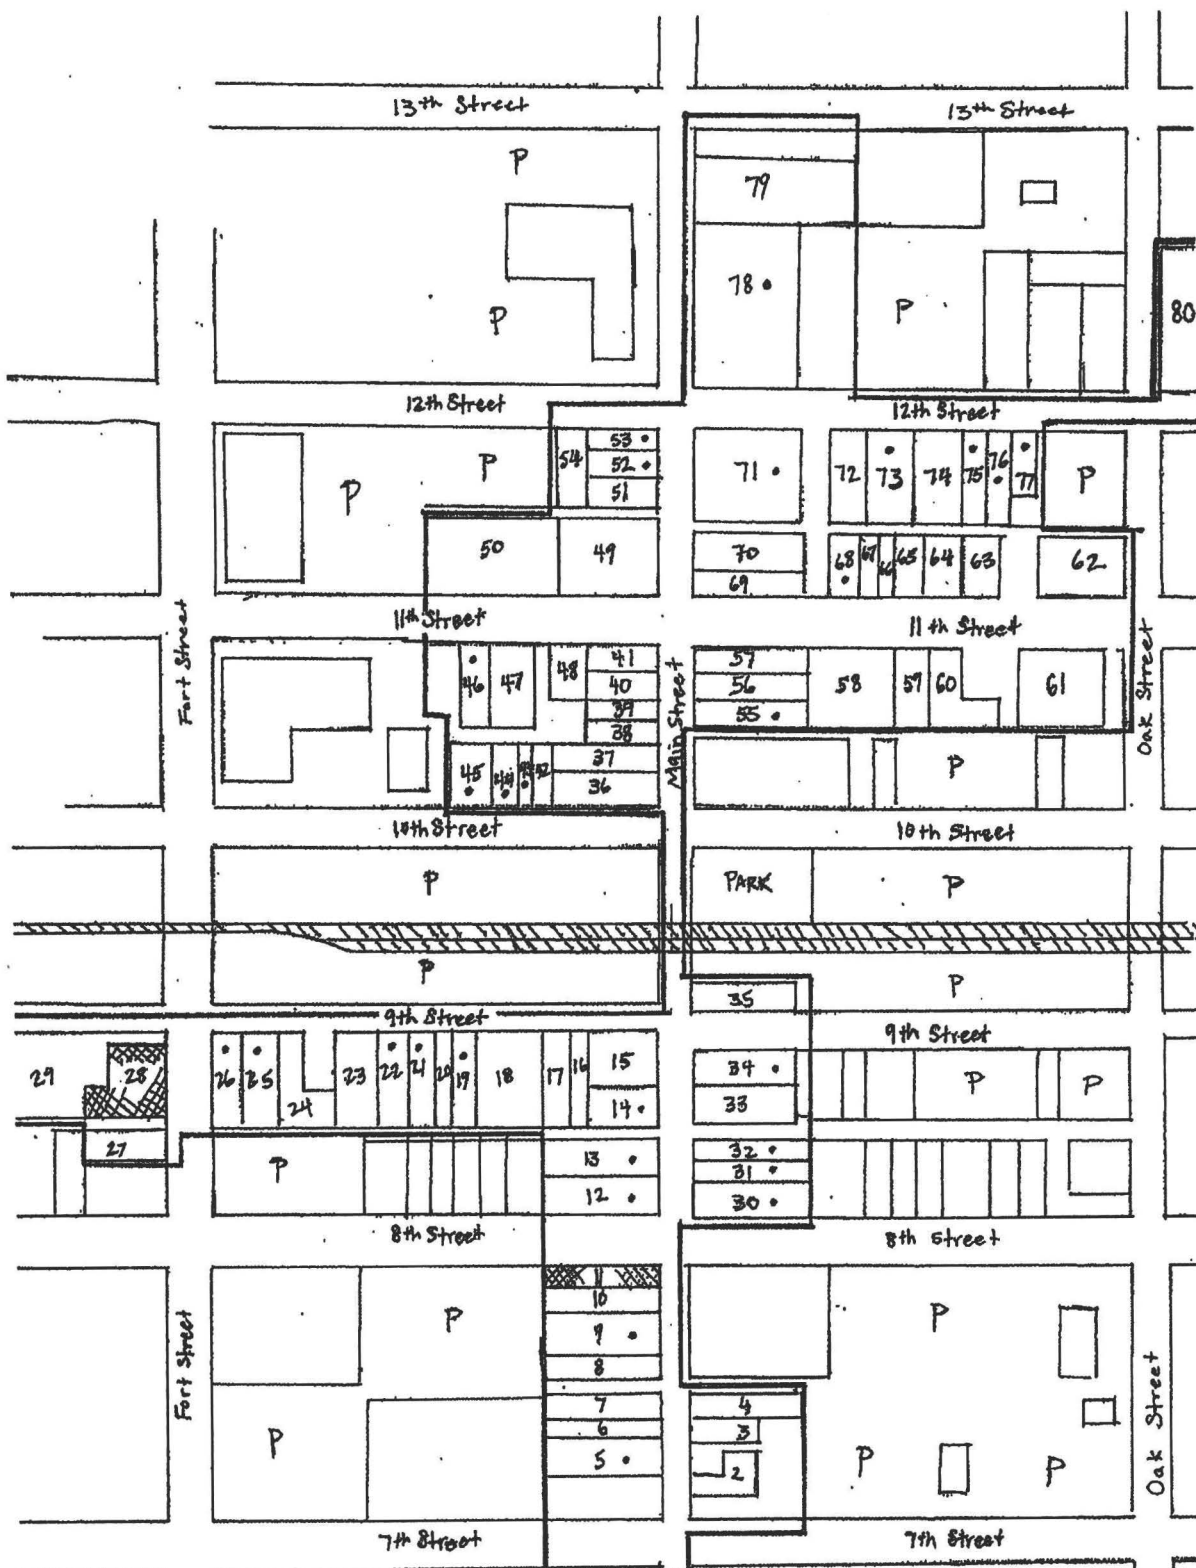 13th Street
13th Street
P
79
78
P
P
80
12th Street
12th Street
53
54
52
51
P
P
71
72
73
74
75
76
77
P
50
49
70
69
68
67
66
65
64
63
62
11th Street
11th Street
Fort Street
46
47
48
41
40
39
38
57
56
55
58
59
60
61
Main Street
Oak Street
45
44
43
42
37
36
P
10th Street
10th Street
P
PARK
P
P
35
P
9th Street
9th Street
29
28
26
25
24
23
22
21
20
19
18
17
16
15
14
34
33
P
P
27
P
13
12
32
31
30
8th Street
8th Street
11
10
9
8
P
P
Fort Street
7
6
5
4
3
2
P
P
P
Oak Street
7th Street
7th Street